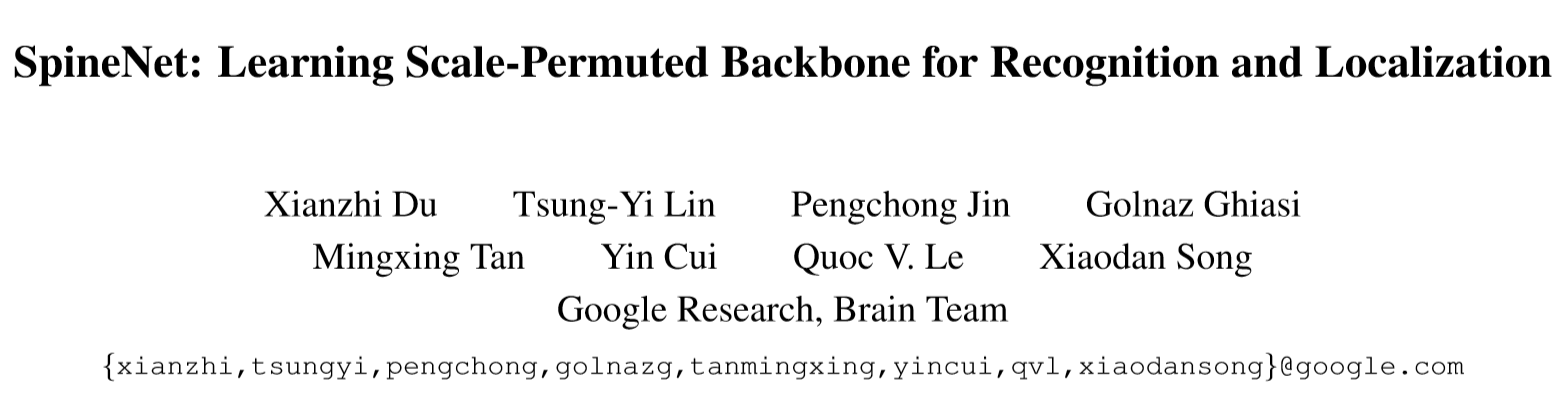 SpineNet: Learning Scale-Permuted Backbone for Recognition and Localization
Xianzhi Du Tsung-Yi Lin Pengchong Jin Golnaz Ghiasi
Mingxing Tan Yin Cui Quoc V. Le Xiaodan Song
Google Research, Brain Team
{xianzhi,tsungyi,pengchong,golnazg,tanmingxing,yincui,qvl,xiaodansong}@google.com